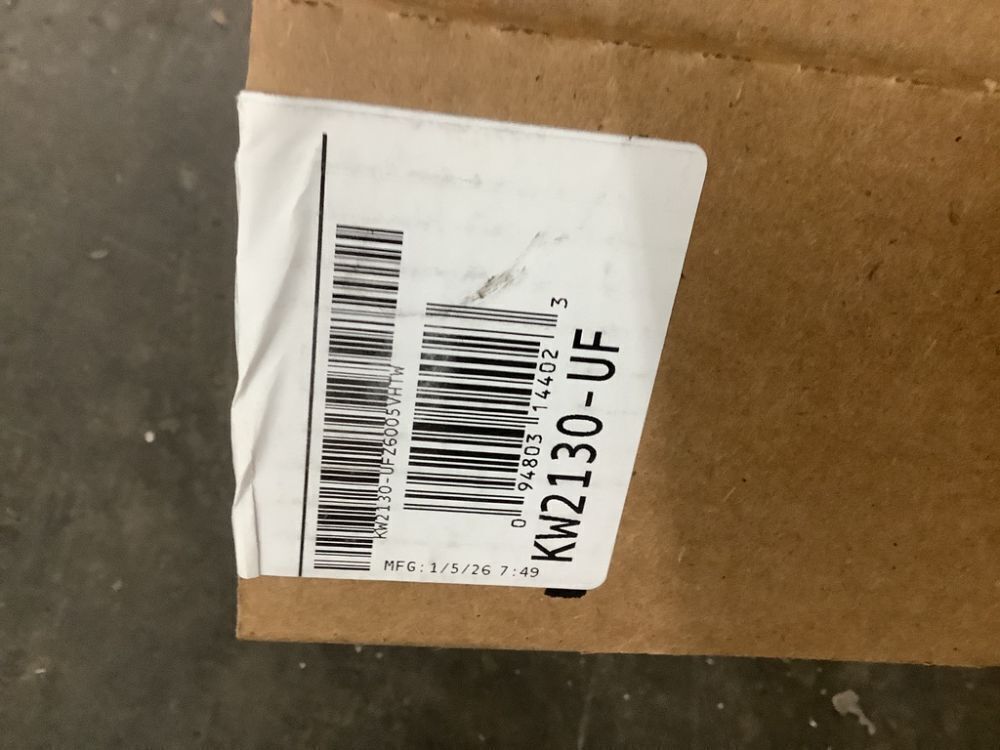 KW2130-UFZ6005VHTW
0 94803 14402 3
KW2130-UF
MFG: 1/5/26 7:49